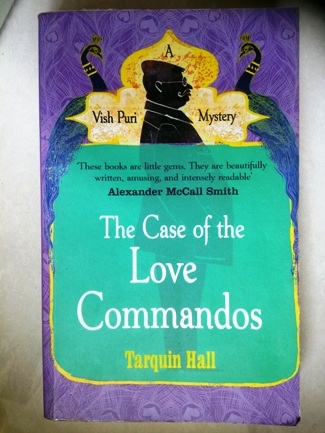 A
Vish Puri Mystery
'These books are little gems. They are beautifully
written, amusing, and intensely readable'
Alexander McCall Smith
The Case of the
Love
Commandos
Tarquin Hall